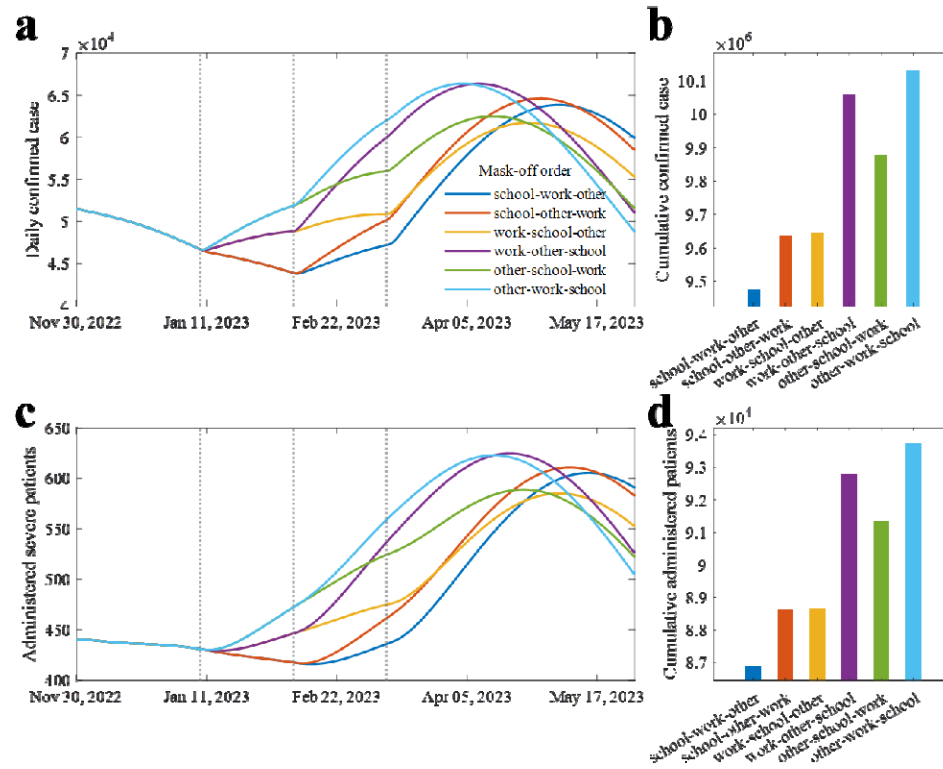 a
×10⁴
Daily confirmed case
7
6.5
6
5.5
5
4.5
4
Nov 30, 2022
Jan 11, 2023
Feb 22, 2023
Apr 05, 2023
May 17, 2023
Mask-off order
school-work-other
school-other-work
work-school-other
work-other-school
other-school-work
other-work-school
b
×10⁶
Cumulative confirmed case
10.1
10
9.9
9.8
9.7
9.6
9.5
school-work-other
school-other-work
work-school-other
work-other-school
other-school-work
other-work-school
c
Administered severe patients
650
600
550
500
450
400
Nov 30, 2022
Jan 11, 2023
Feb 22, 2023
Apr 05, 2023
May 17, 2023
d
×10⁴
Cumulative administered patients
9.4
9.3
9.2
9.1
9
8.9
8.8
8.7
school-work-other
school-other-work
work-school-other
work-other-school
other-school-work
other-work-school